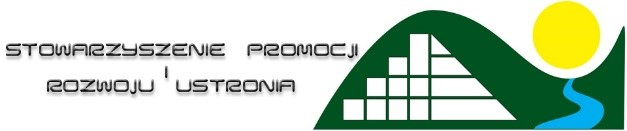 STOWARZYSZENIE PROMOCJI
I
ROZWOJU USTRONIA